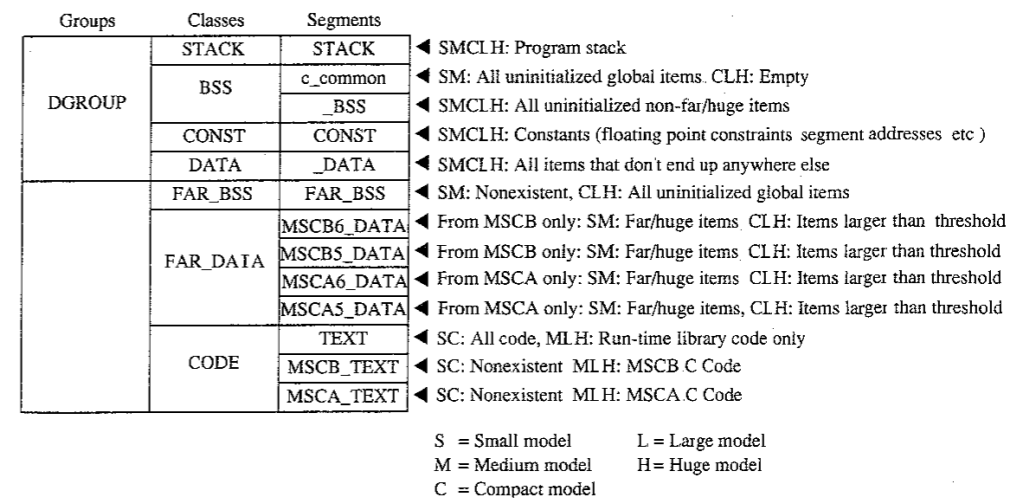 Groups Classes Segments
DGROUP
STACK STACK ◄ SMCLH: Program stack
BSS
c_common ◄ SM: All uninitialized global items. CLH: Empty
_BSS ◄ SMCLH: All uninitialized non-far/huge items
CONST CONST ◄ SMCLH: Constants (floating point constraints segment addresses etc )
DATA _DATA ◄ SMCLH: All items that don't end up anywhere else
FAR_BSS FAR_BSS ◄ SM: Nonexistent, CLH: All uninitialized global items
FAR_DATA
MSCB6_DATA ◄ From MSCB only: SM: Far/huge items CLH: Items larger than threshold
MSCB5_DATA ◄ From MSCB only: SM: Far/huge items CLH: Items larger than threshold
MSCA6_DATA ◄ From MSCA only: SM: Far/huge items CLH: Items larger than threshold
MSCA5_DATA ◄ From MSCA only: SM: Far/huge items, CLH: Items larger than threshold
CODE
TEXT ◄ SC: All code, MLH: Run-time library code only
MSCB_TEXT ◄ SC: Nonexistent MLH: MSCB.C Code
MSCA_TEXT ◄ SC: Nonexistent MLH: MSCA.C Code
S = Small model L = Large model
M = Medium model H = Huge model
C = Compact model